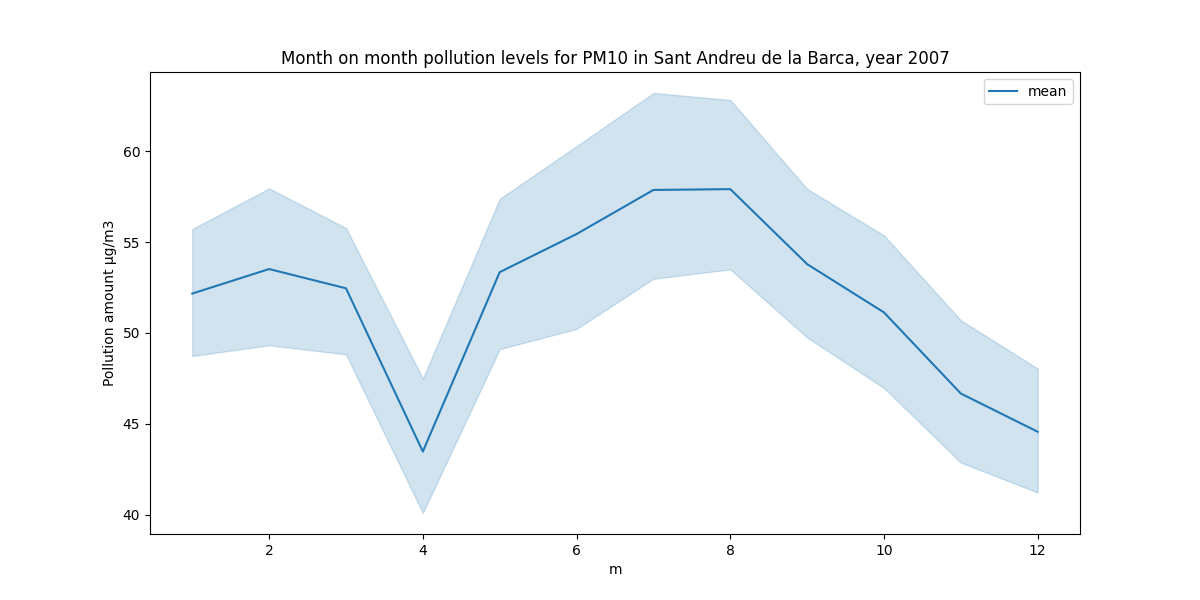 Month on month pollution levels for PM10 in Sant Andreu de la Barca, year 2007
mean
Pollution amount µg/m3
60
55
50
45
40
2 4 6 8 10 12
m